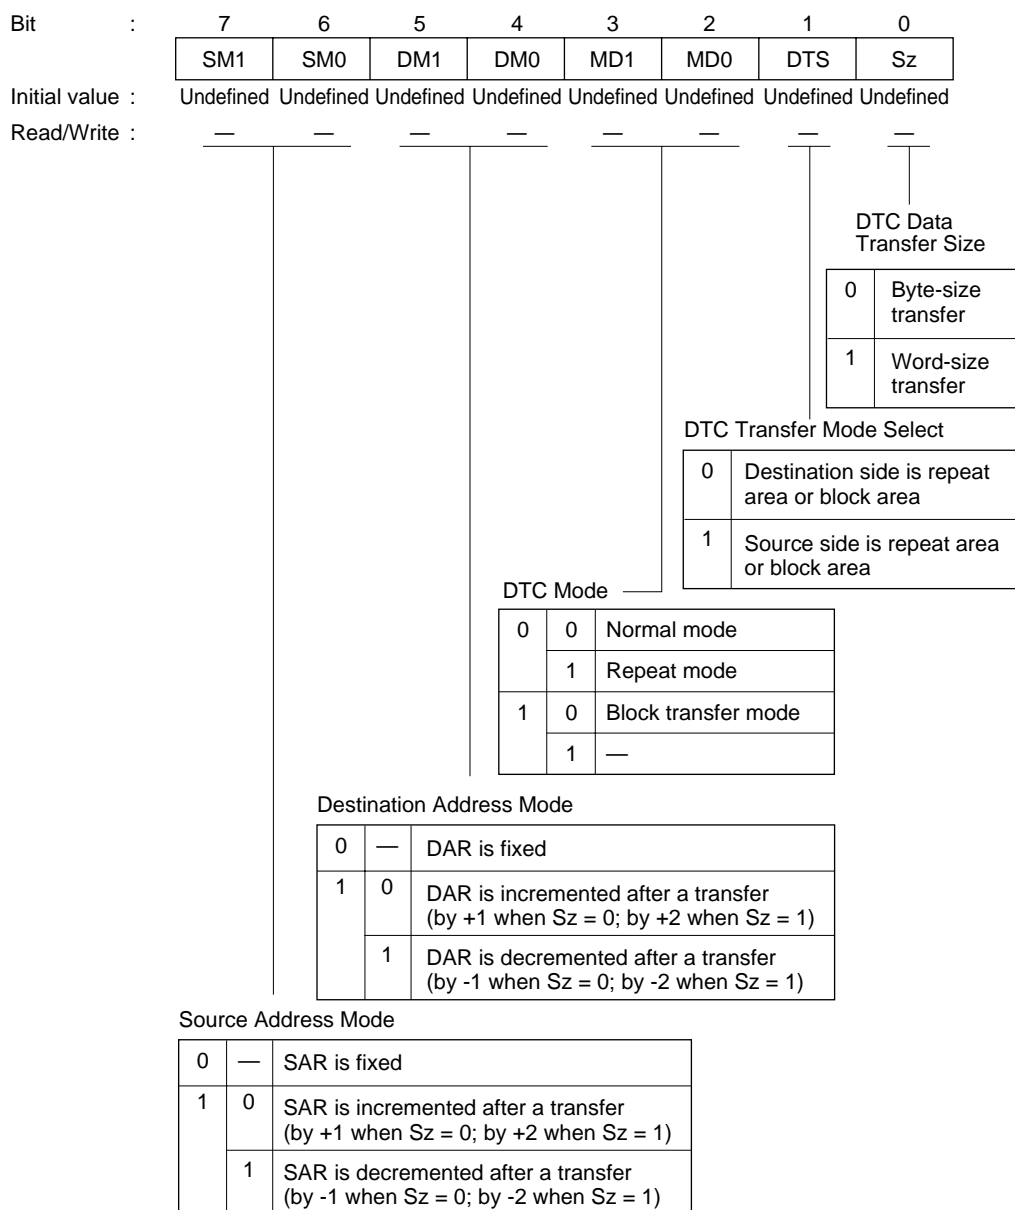 Bit : 7 6 5 4 3 2 1 0
SM1 SM0 DM1 DM0 MD1 MD0 DTS Sz
Initial value : Undefined Undefined Undefined Undefined Undefined Undefined Undefined Undefined
Read/Write : — — — — — — — —
DTC Data
Transfer Size
0 Byte-size
transfer
1 Word-size
transfer
DTC Transfer Mode Select
0 Destination side is repeat
area or block area
1 Source side is repeat area
or block area
DTC Mode
0 0 Normal mode
1 Repeat mode
1 0 Block transfer mode
1 —
Destination Address Mode
0 — DAR is fixed
1 0 DAR is incremented after a transfer
(by +1 when Sz = 0; by +2 when Sz = 1)
1 DAR is decremented after a transfer
(by -1 when Sz = 0; by -2 when Sz = 1)
Source Address Mode
0 — SAR is fixed
1 0 SAR is incremented after a transfer
(by +1 when Sz = 0; by +2 when Sz = 1)
1 SAR is decremented after a transfer
(by -1 when Sz = 0; by -2 when Sz = 1)